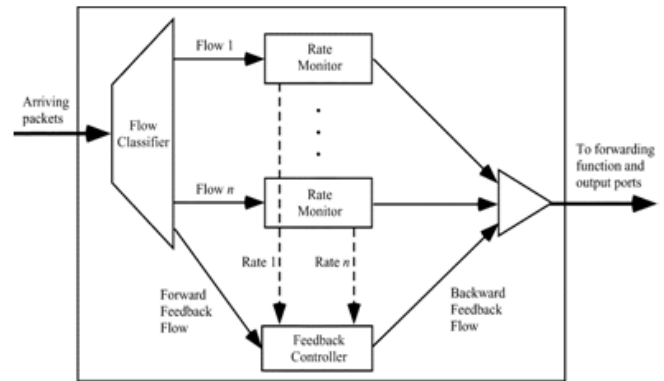 Flow 1
Rate
Monitor
Arriving
packets
Flow
Classifier
To forwarding
function and
output ports
Flow n
Rate
Monitor
Rate 1
Rate n
Forward
Feedback
Flow
Backward
Feedback
Flow
Feedback
Controller